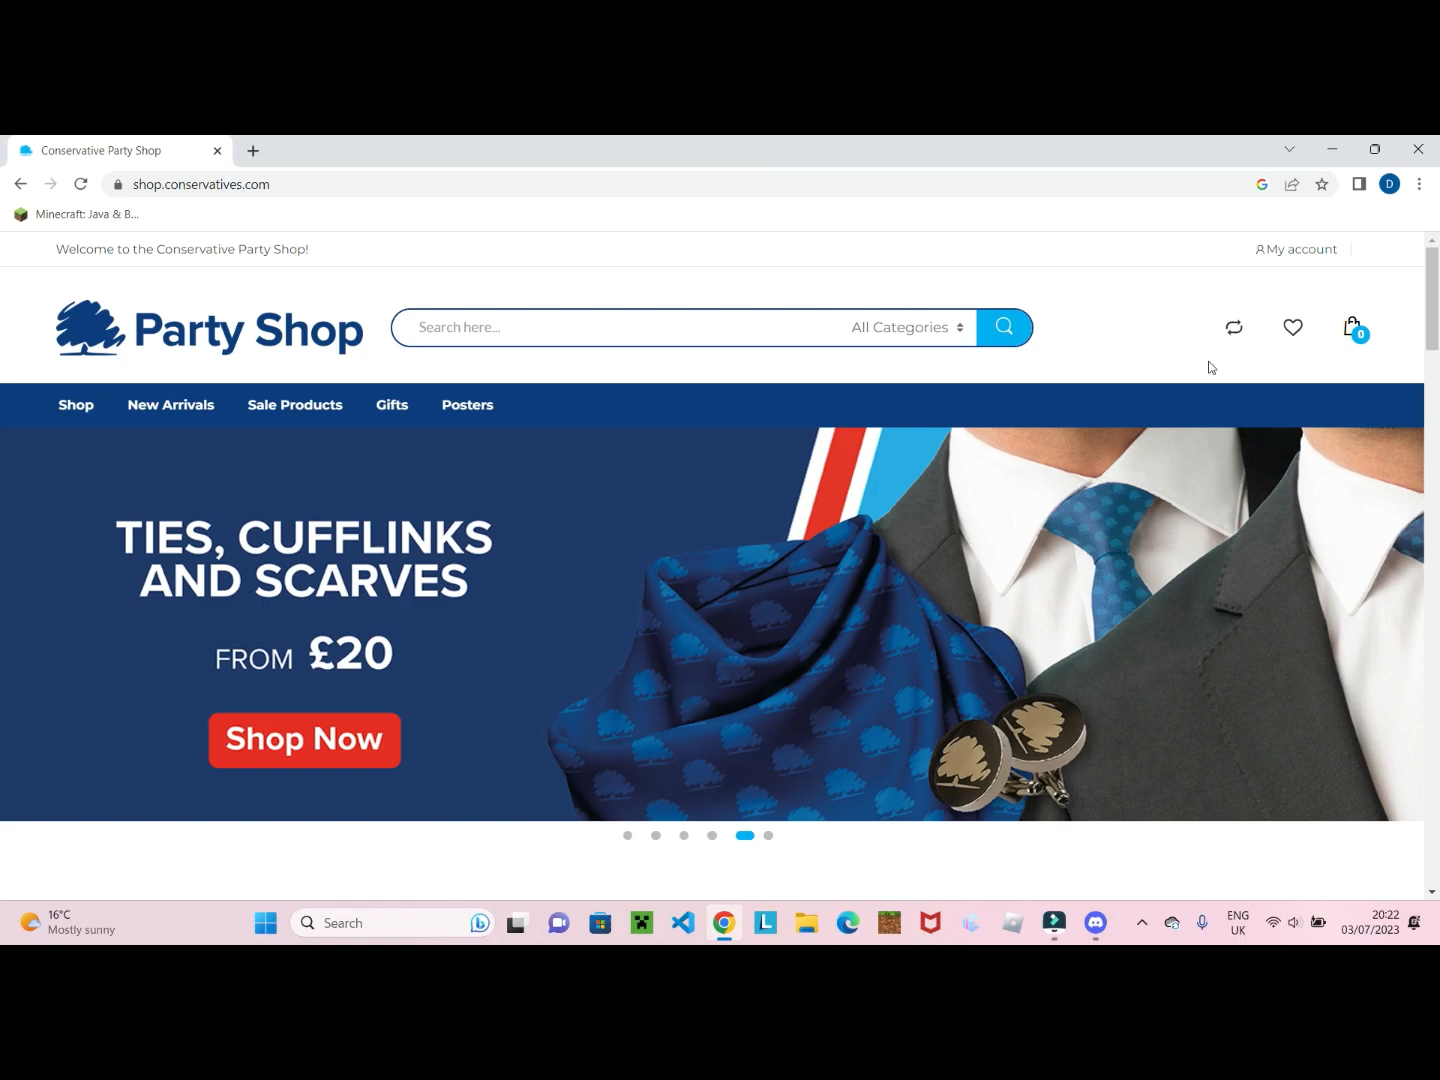 Conservative Party Shop
shop.conservatives.com
D
Minecraft: Java & B...
Welcome to the Conservative Party Shop!
My account
Party Shop
Search here...
All Categories
0
Shop
New Arrivals
Sale Products
Gifts
Posters
TIES, CUFFLINKS
AND SCARVES
FROM £20
Shop Now
16°C
Mostly sunny
Search
ENG
UK
20:22
03/07/2023